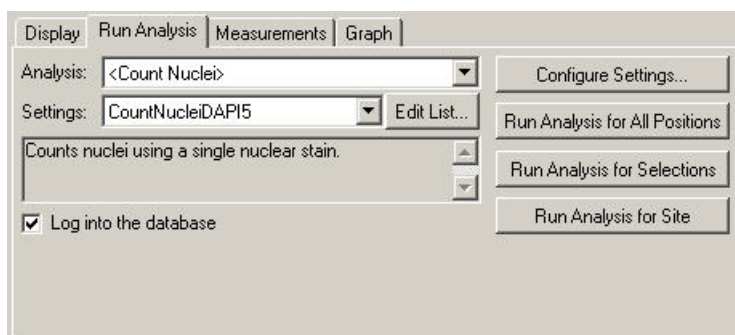 Display Run Analysis Measurements Graph
Analysis: <Count Nuclei>
Configure Settings...
Settings: CountNucleiDAPI5 Edit List...
Run Analysis for All Positions
Counts nuclei using a single nuclear stain.
Run Analysis for Selections
Log into the database
Run Analysis for Site